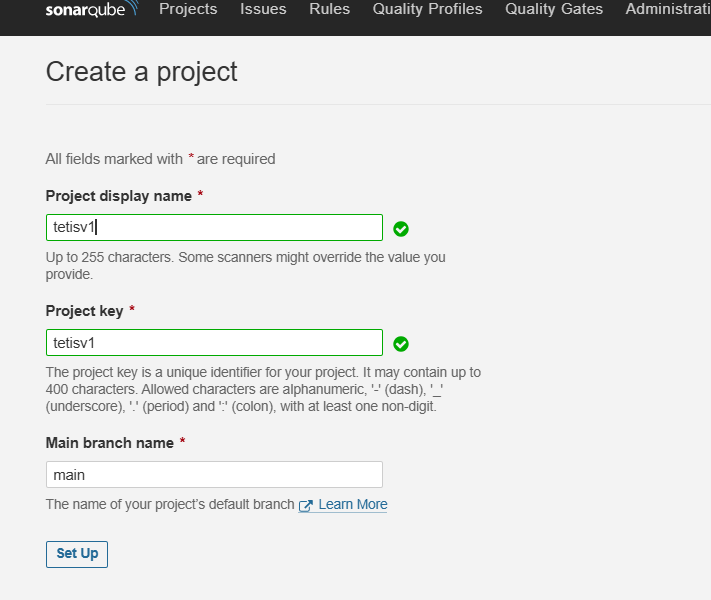 sonarqube Projects Issues Rules Quality Profiles Quality Gates Administrati
Create a project
All fields marked with * are required
Project display name *
tetisv1
Up to 255 characters. Some scanners might override the value you
provide.
Project key *
tetisv1
The project key is a unique identifier for your project. It may contain up to
400 characters. Allowed characters are alphanumeric, '-' (dash), '_'
(underscore), '.' (period) and ':' (colon), with at least one non-digit.
Main branch name *
main
The name of your project's default branch Learn More
Set Up